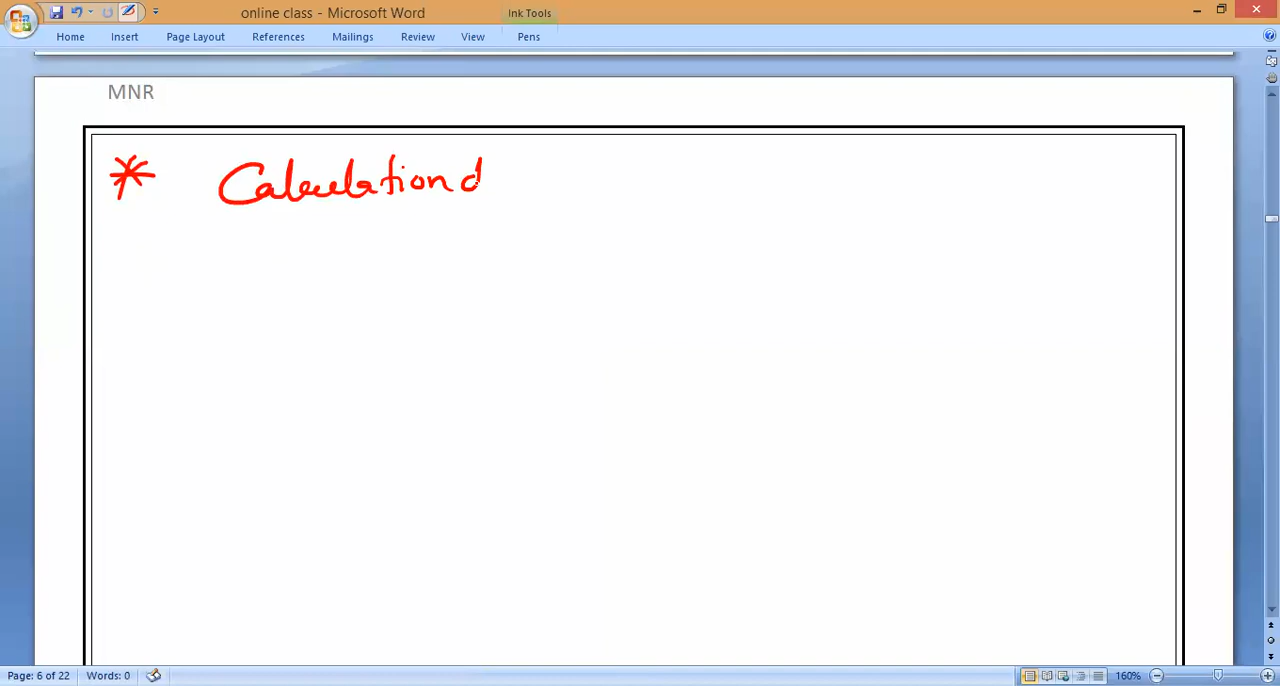 online class - Microsoft Word
Ink Tools
Home Insert Page Layout References Mailings Review View Pens
MNR
* Calculation d
Page: 6 of 22 Words: 0 160%